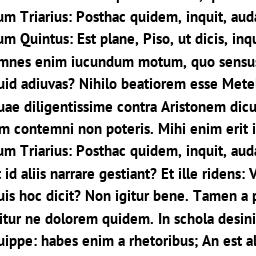 um Triarius: Posthac quidem, inquit, auda
um Quintus: Est plane, Piso, ut dicis, inqu
mnes enim iucundum motum, quo sensus
uid adiuvas? Nihilo beatiorem esse Mete
uae diligentissime contra Aristonem dicu
m contemni non poteris. Mihi enim erit i
um Triarius: Posthac quidem, inquit, auda
t id aliis narrare gestiant? Et ille ridens: V
uis hoc dicit? Non igitur bene. Tamen a p
itur ne dolorem quidem. In schola desini
uippe: habes enim a rhetoribus; An est al